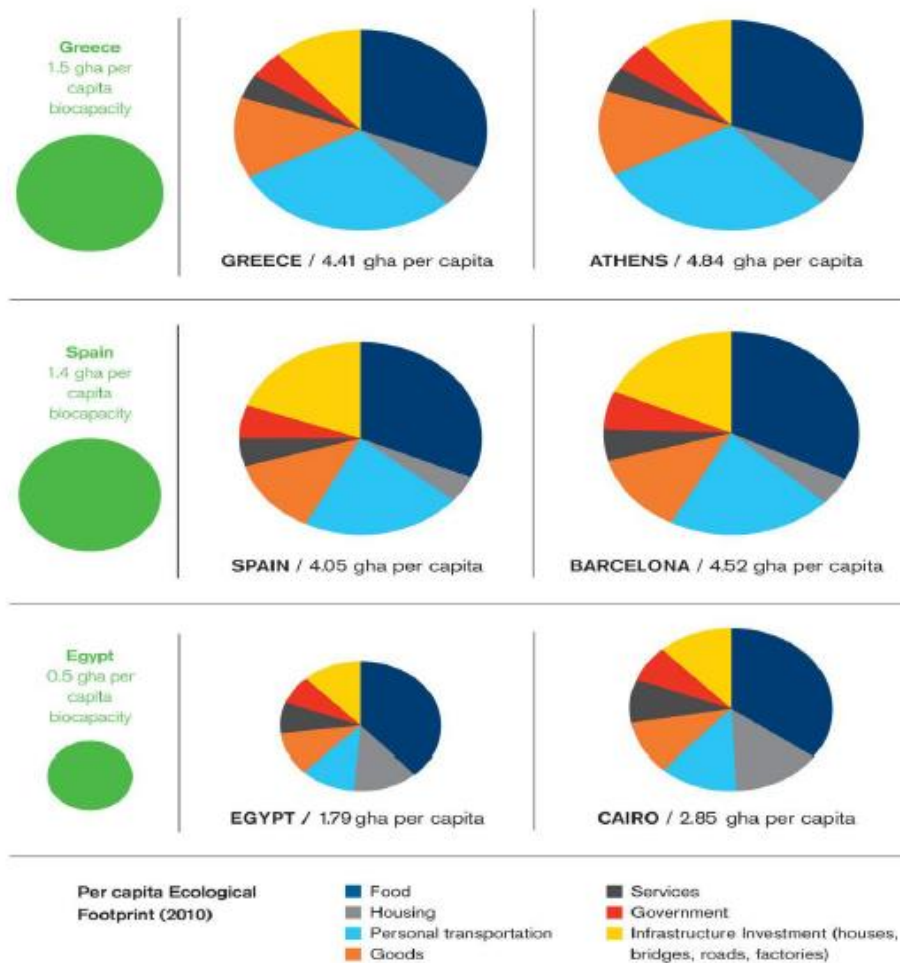 Greece
1.5 gha per
capita
biocapacity
GREECE / 4.41 gha per capita
ATHENS / 4.84 gha per capita
Spain
1.4 gha per
capita
biocapacity
SPAIN / 4.05 gha per capita
BARCELONA / 4.52 gha per capita
Egypt
0.5 gha per
capita
biocapacity
EGYPT / 1.79 gha per capita
CAIRO / 2.85 gha per capita
Per capita Ecological
Footprint (2010)
Food
Housing
Personal transportation
Goods
Services
Government
Infrastructure Investment (houses,
bridges, roads, factories)